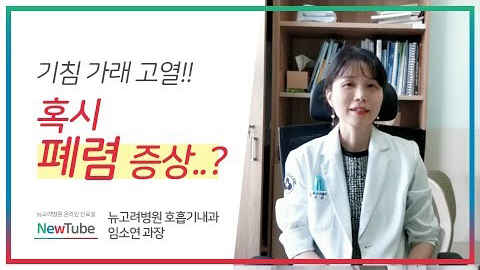 기침 가래 고열!!
혹시
폐렴 증상..?
뉴고려병원 온라인 진료실
NewTube
뉴고려병원 호흡기내과
임소연 과장